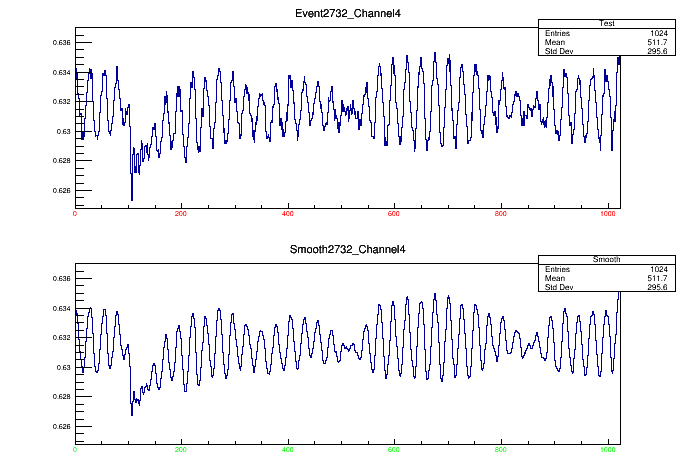 Event2732_Channel4
Test
Entries 1024
Mean 511.7
Std Dev 295.6
0.636
0.634
0.632
0.63
0.628
0.626
0 200 400 600 800 1000
Smooth2732_Channel4
Smooth
Entries 1024
Mean 511.7
Std Dev 295.6
0.636
0.634
0.632
0.63
0.628
0.626
0 200 400 600 800 1000